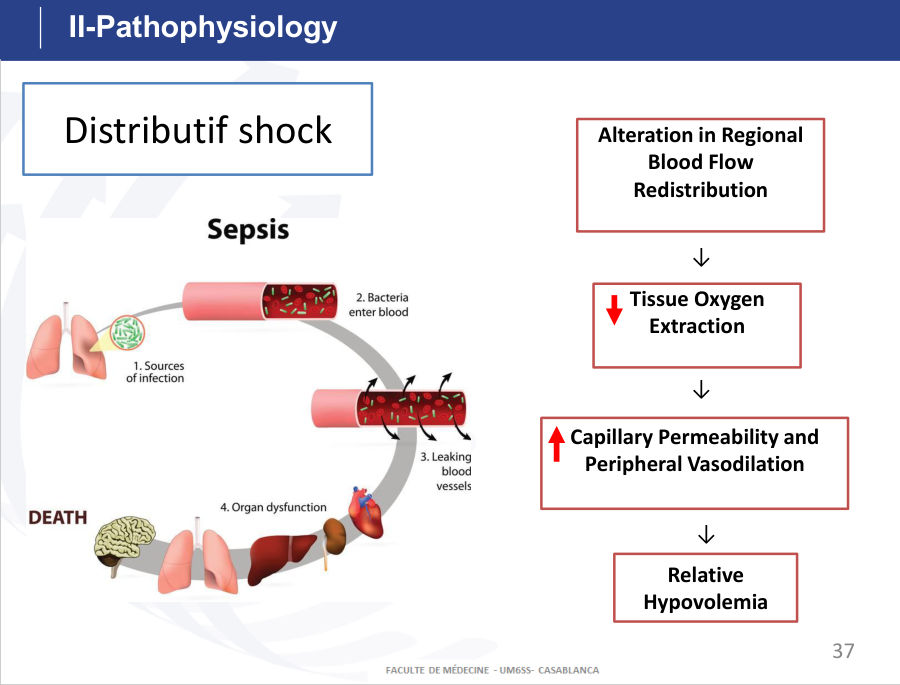 II-Pathophysiology
Distributif shock
Sepsis
1. Sources
of infection
2. Bacteria
enter blood
3. Leaking
blood
vessels
4. Organ dysfunction
DEATH
Alteration in Regional
Blood Flow
Redistribution
↓
Tissue Oxygen
Extraction
↓
Capillary Permeability and
Peripheral Vasodilation
↓
Relative
Hypovolemia
37
FACULTE DE MÉDECINE - UM6SS- CASABLANCA